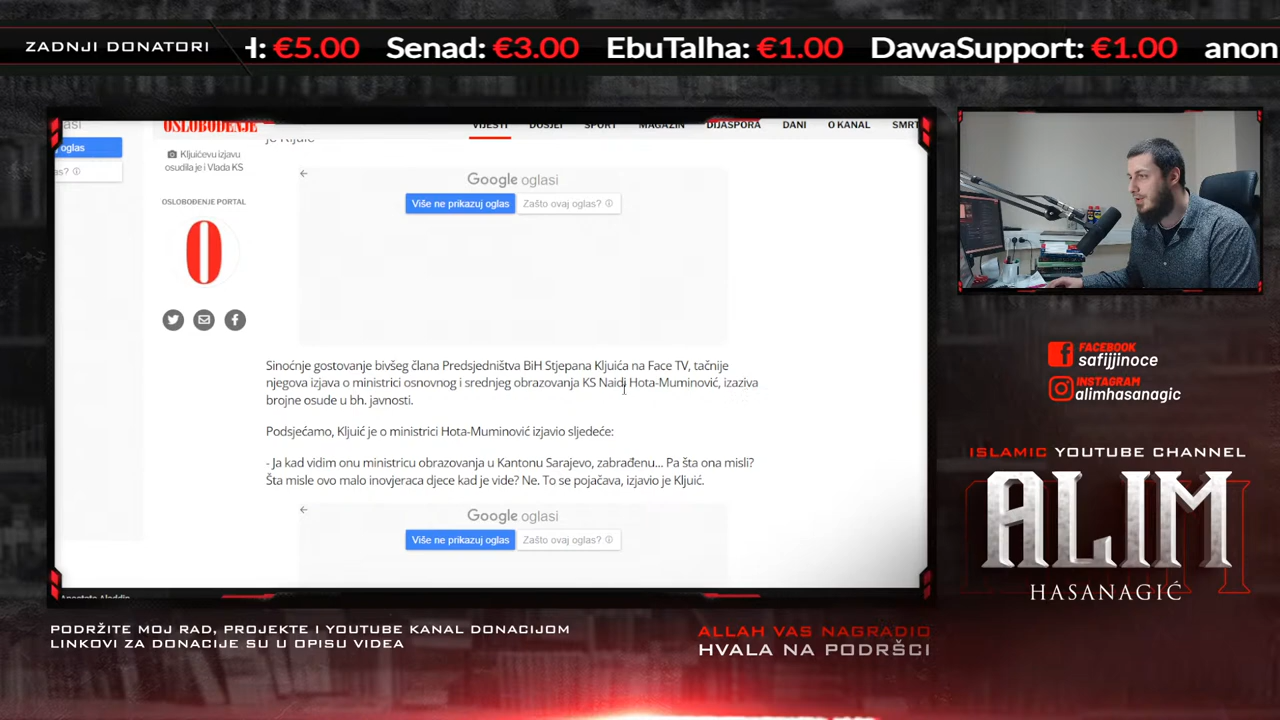 ZADNJI DONATORI
€5.00 Senad: €3.00 EbuTalha: €1.00 DawaSupport: €1.00 anon
OSLOBOĐENJE
VIJESTI DOSJEI SPORT MAGAZIN DIJASPORA DANI O KANAL SMRT
je Kljuić
oglas
Kljuićevu izjavu
osudila je i Vlada KS
OSLOBOĐENJE PORTAL
Google oglasi
Više ne prikazuj oglas Zašto ovaj oglas?
Sinoćnje gostovanje bivšeg člana Predsjedništva BiH Stjepana Kljuića na Face TV, tačnije
njegova izjava o ministrici osnovnog i srednjeg obrazovanja KS Naidi Hota-Muminović, izaziva
brojne osude u bh. javnosti.
Podsjećamo, Kljuić je o ministrici Hota-Muminović izjavio sljedeće:
- Ja kad vidim onu ministricu obrazovanja u Kantonu Sarajevo, zabrađenu... Pa šta ona misli?
Šta misle ovo malo inovjeraca djece kad je vide? Ne. To se pojačava, izjavio je Kljuić.
Google oglasi
Više ne prikazuj oglas Zašto ovaj oglas?
FACEBOOK
safijjinoce
INSTAGRAM
alimhasanagic
ISLAMIC YOUTUBE CHANNEL
ALIM
HASANAGIĆ
PODRŽITE MOJ RAD, PROJEKTE I YOUTUBE KANAL DONACIJOM
LINKOVI ZA DONACIJE SU U OPISU VIDEA
ALLAH VAS NAGRADIO
HVALA NA PODRŠCI